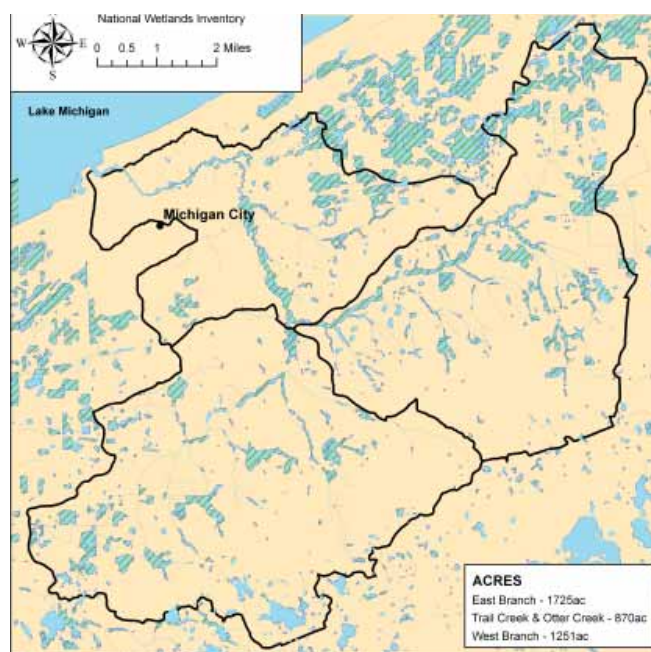 National Wetlands Inventory
N
W E
S
0 0.5 1 2 Miles
Lake Michigan
Michigan City
ACRES
East Branch - 1725ac
Trail Creek & Otter Creek - 870ac
West Branch - 1251ac